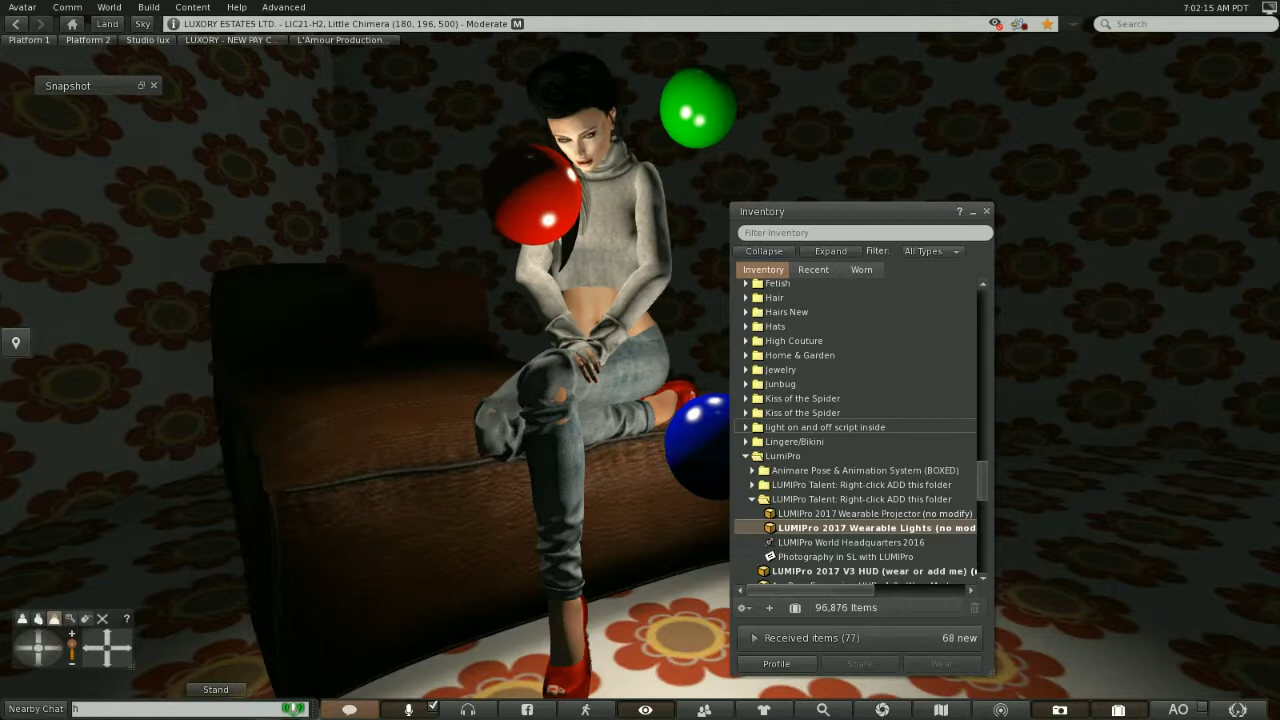 Avatar Comm World Build Content Help Advanced 7:02:15 AM PDT
Land Sky LUXORY ESTATES LTD. - LIC21-H2, Little Chimera (180, 196, 500) - Moderate M Search
Platfom 1 Platform 2 Studio lux LUXORY - NEW PAY C... L'Amour Production...
Snapshot
Inventory ?
Filter Inventory
Collapse Expand Filter: All Types
Inventory Recent Worn
Fetish
Hair
Hairs New
Hats
High Couture
Home & Garden
Jewelry
Junbug
Kiss of the Spider
Kiss of the Spider
light on and off script inside
Lingere/Bikini
LumiPro
Animare Pose & Animation System (BOXED)
LUMIPro Talent: Right-click ADD this folder
LUMIPro Talent: Right-click ADD this folder
LUMIPro 2017 Wearable Projector (no modify)
LUMIPro 2017 Wearable Lights (no mod
LUMIPro World Headquarters 2016
Photography in SL with LUMIPro
LUMIPro 2017 V3 HUD (wear or add me) (
96,876 Items
Received items (77) 68 new
Profile Share Wear
?
Stand
Nearby Chat h AO